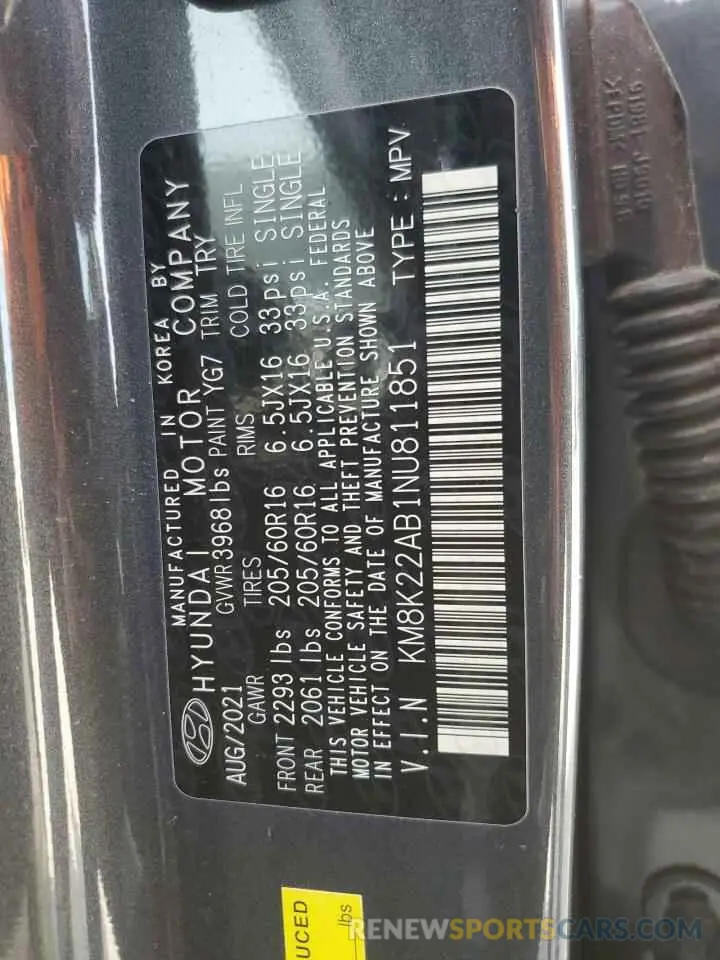 MANUFACTURED IN KOREA BY
HYUNDAI MOTOR COMPANY
AUG/2021 GVWR 3968 lbs PAINT YG7 TRIM TRY
GAWR TIRES RIMS COLD TIRE INFL
FRONT 2293 lbs 205/60R16 6.5JX16 33psi SINGLE
REAR 2061 lbs 205/60R16 6.5JX16 33psi SINGLE
THIS VEHICLE CONFORMS TO ALL APPLICABLE U.S.A. FEDERAL
MOTOR VEHICLE SAFETY AND THEFT PREVENTION STANDARDS
IN EFFECT ON THE DATE OF MANUFACTURE SHOWN ABOVE
V.I.N KM8K22AB1NU811851 TYPE : MPV
UCED
lbs
RENEWSPORTSCARS.COM